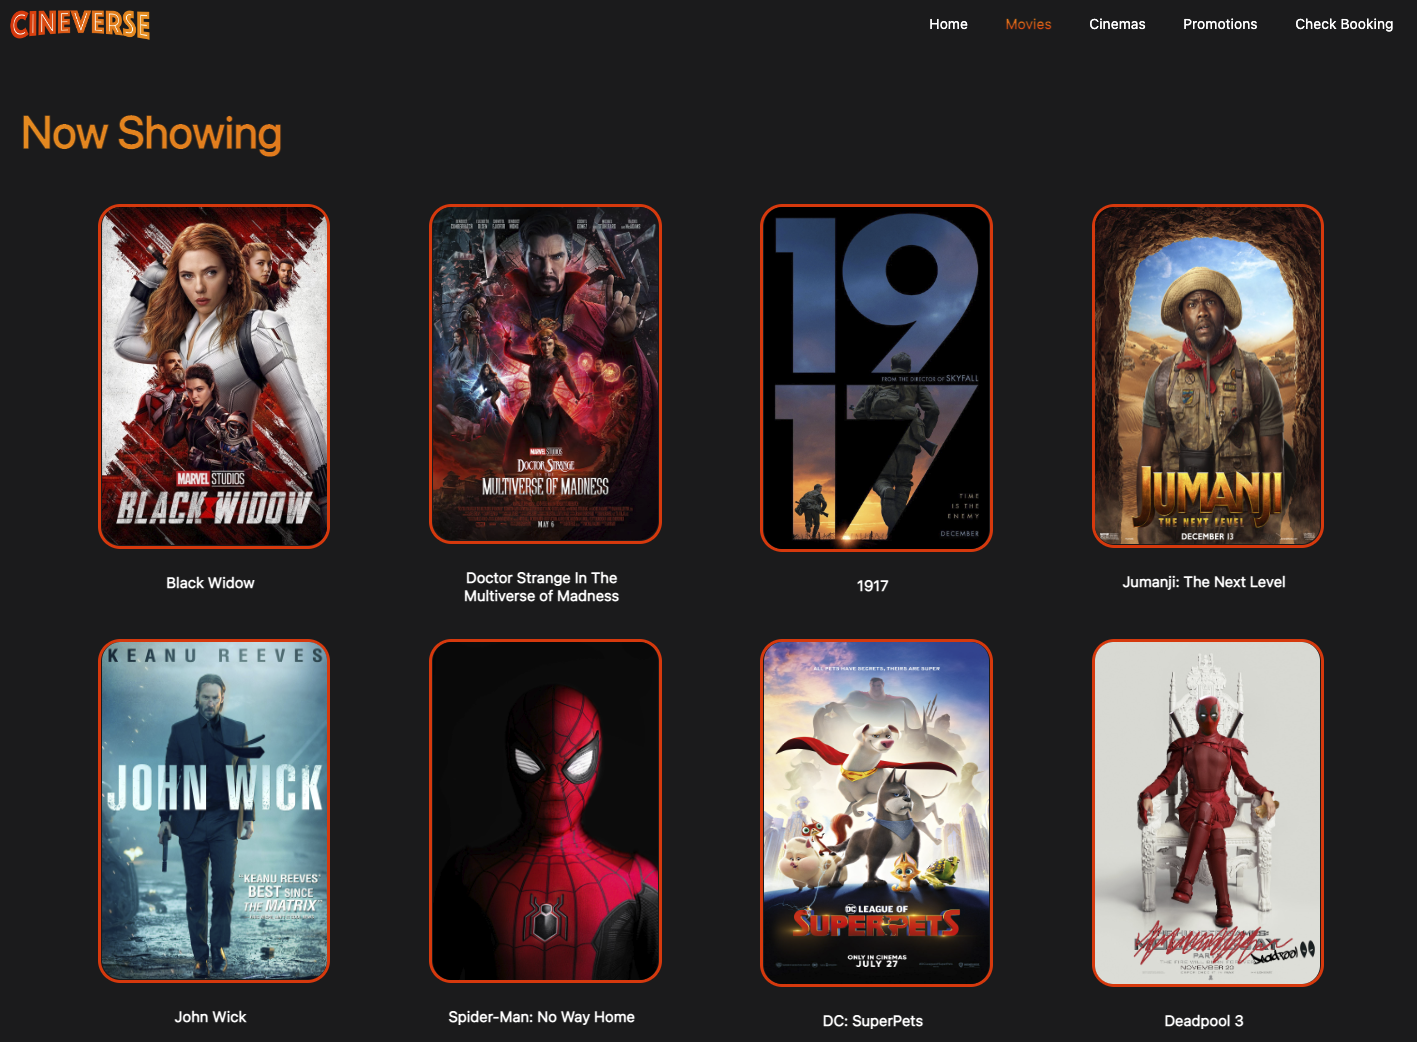 CINEVERSE
Home
Movies
Cinemas
Promotions
Check Booking
Now Showing
MARVEL STUDIOS
BLACK WIDOW
MARVEL STUDIOS
DOCTOR STRANGE
MULTIVERSE OF MADNESS
MAY 6
19
FROM THE DIRECTOR OF SKYFALL
17
TIME
IS THE
ENEMY
DECEMBER
JUMANJI
THE NEXT LEVEL
DECEMBER 13
Black Widow
Doctor Strange In The
Multiverse of Madness
1917
Jumanji: The Next Level
KEANU REEVES
JOHN WICK
"KEANU REEVES'
BEST SINCE
THE MATRIX"
ALL PETS HAVE SECRETS, THEIRS ARE SUPER
DC LEAGUE OF
SUPER-PETS
ONLY IN CINEMAS
JULY 27
NOVEMBER 20
Deadpool
John Wick
Spider-Man: No Way Home
DC: SuperPets
Deadpool 3